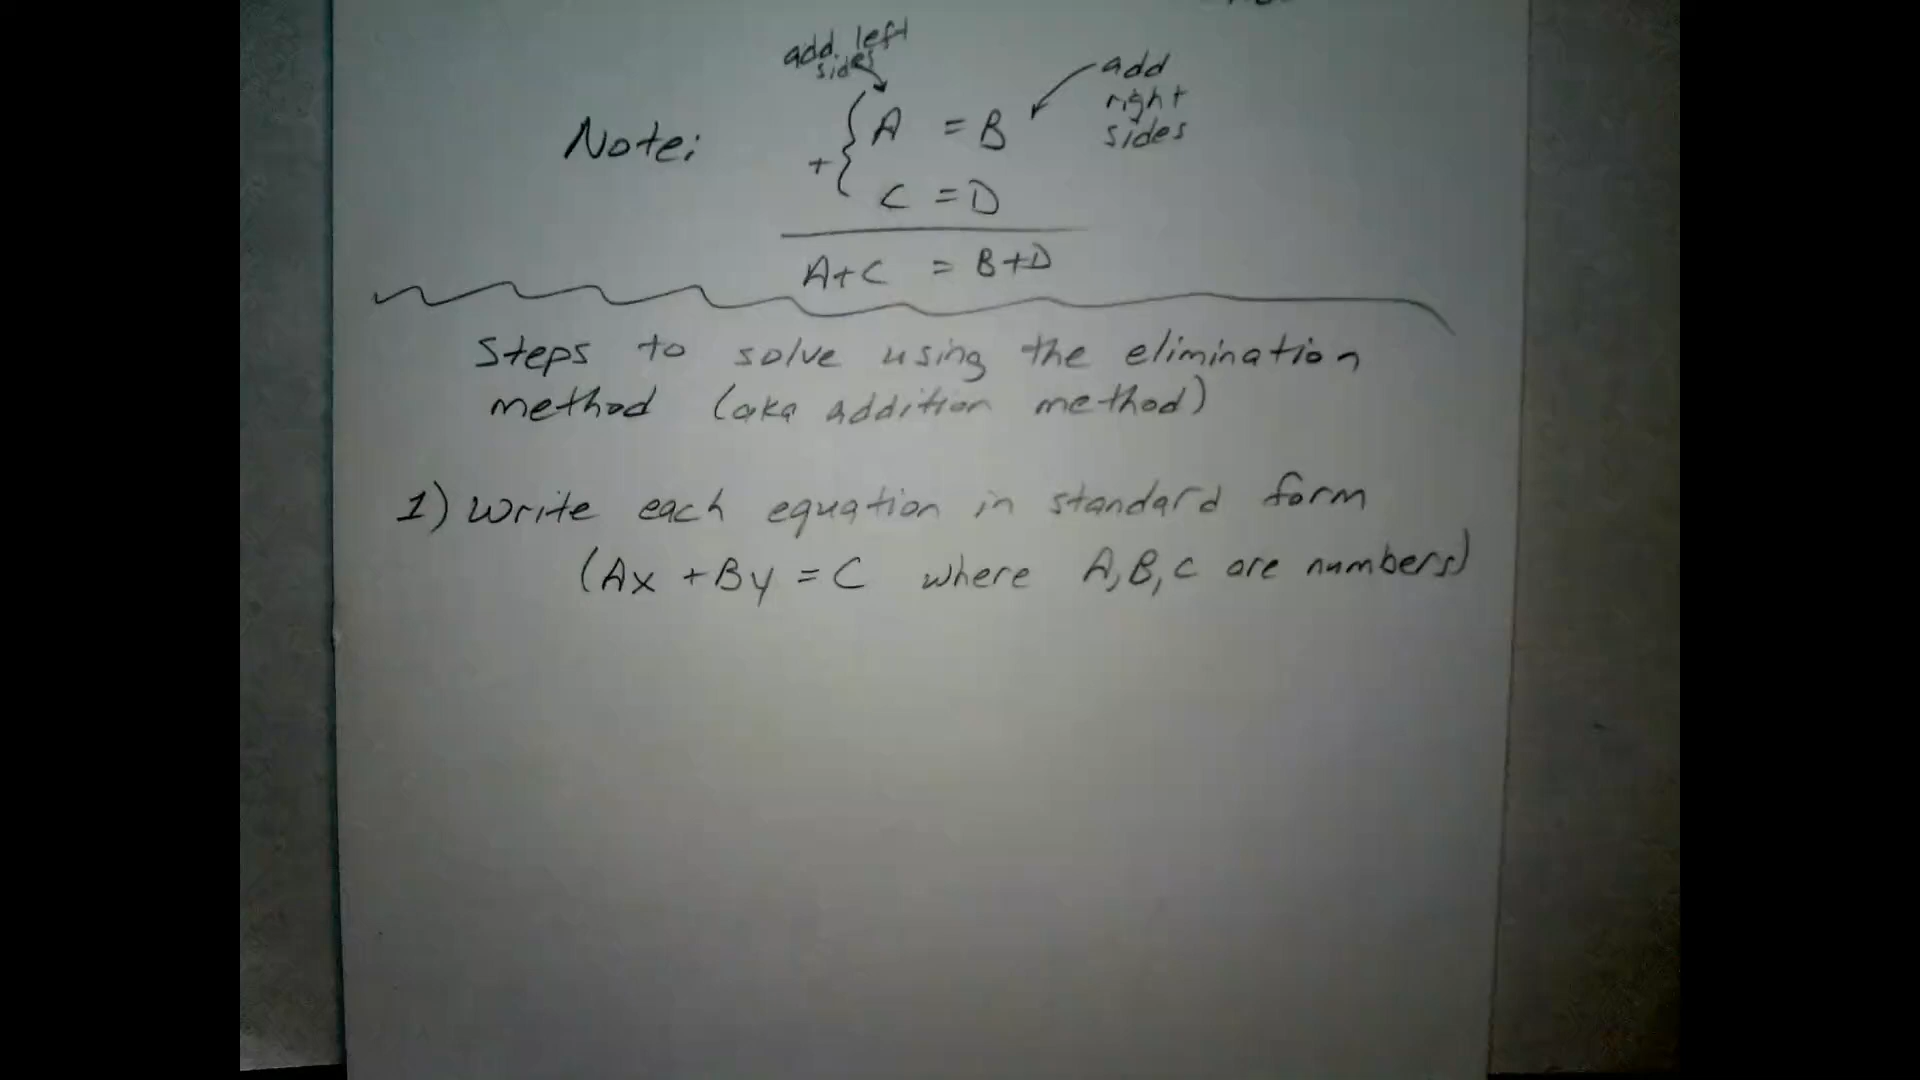 add left
sides
add
right
sides
Note:
+ { A = B
C = D
A+C = B+D
Steps to solve using the elimination
method (aka addition method)
1) Write each equation in standard form
(Ax + By = C where A, B, C are numbers)